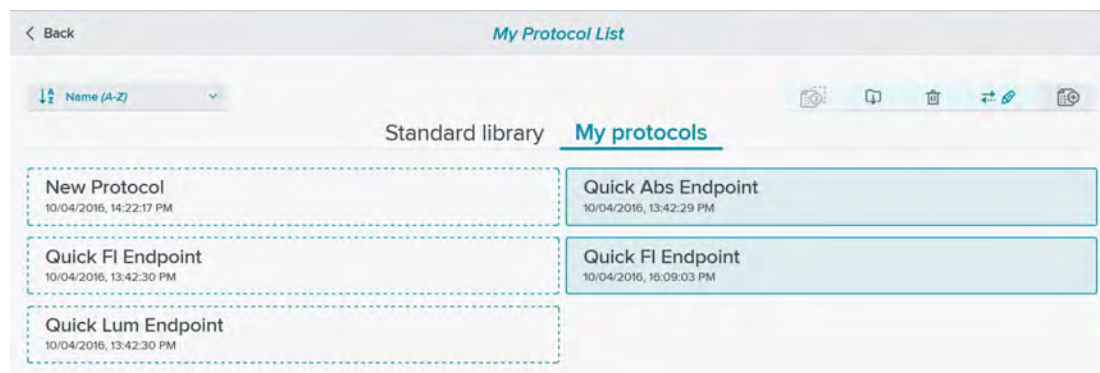 Back
My Protocol List
Name (A-Z)
Standard library
My protocols
New Protocol
10/04/2016, 14:22:17 PM
Quick Abs Endpoint
10/04/2016, 13:42:29 PM
Quick FI Endpoint
10/04/2016, 13:42:30 PM
Quick FI Endpoint
10/04/2016, 16:09:03 PM
Quick Lum Endpoint
10/04/2016, 13:42:30 PM